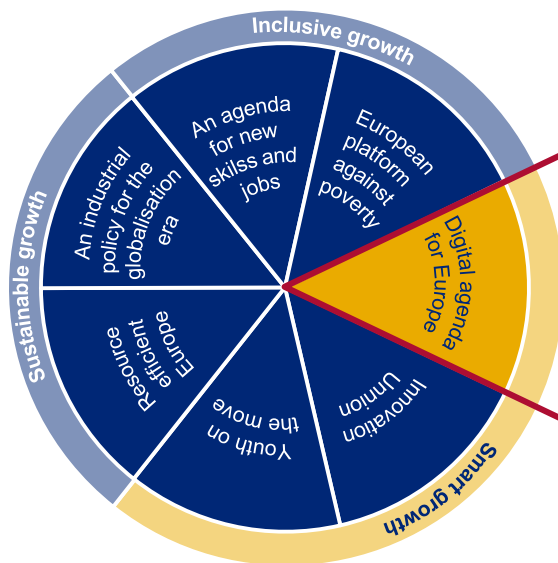 Inclusive growth
An agenda
for new
skilss and
jobs
European
platform
against
poverty
Digital agenda
for Europe
Innovation
Unnion
Smart growth
Youth on
the move
Resource
efficient
Europe
Sustainable growth
An industrial
policy for the
globalisation
era